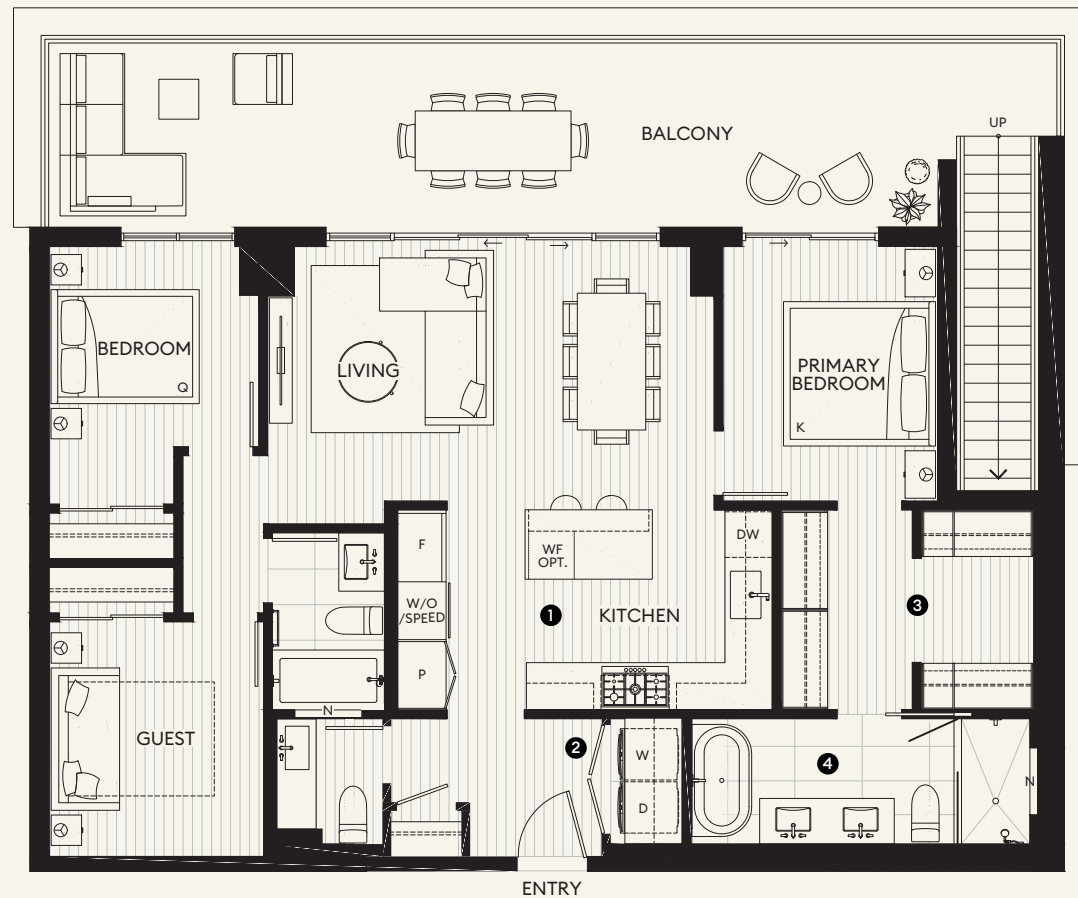 UP
BALCONY
BEDROOM
Q
LIVING
PRIMARY
BEDROOM
K
F
WF
OPT.
DW
W/O
/SPEED
1
KITCHEN
3
P
N
GUEST
2
W
4
N
D
ENTRY